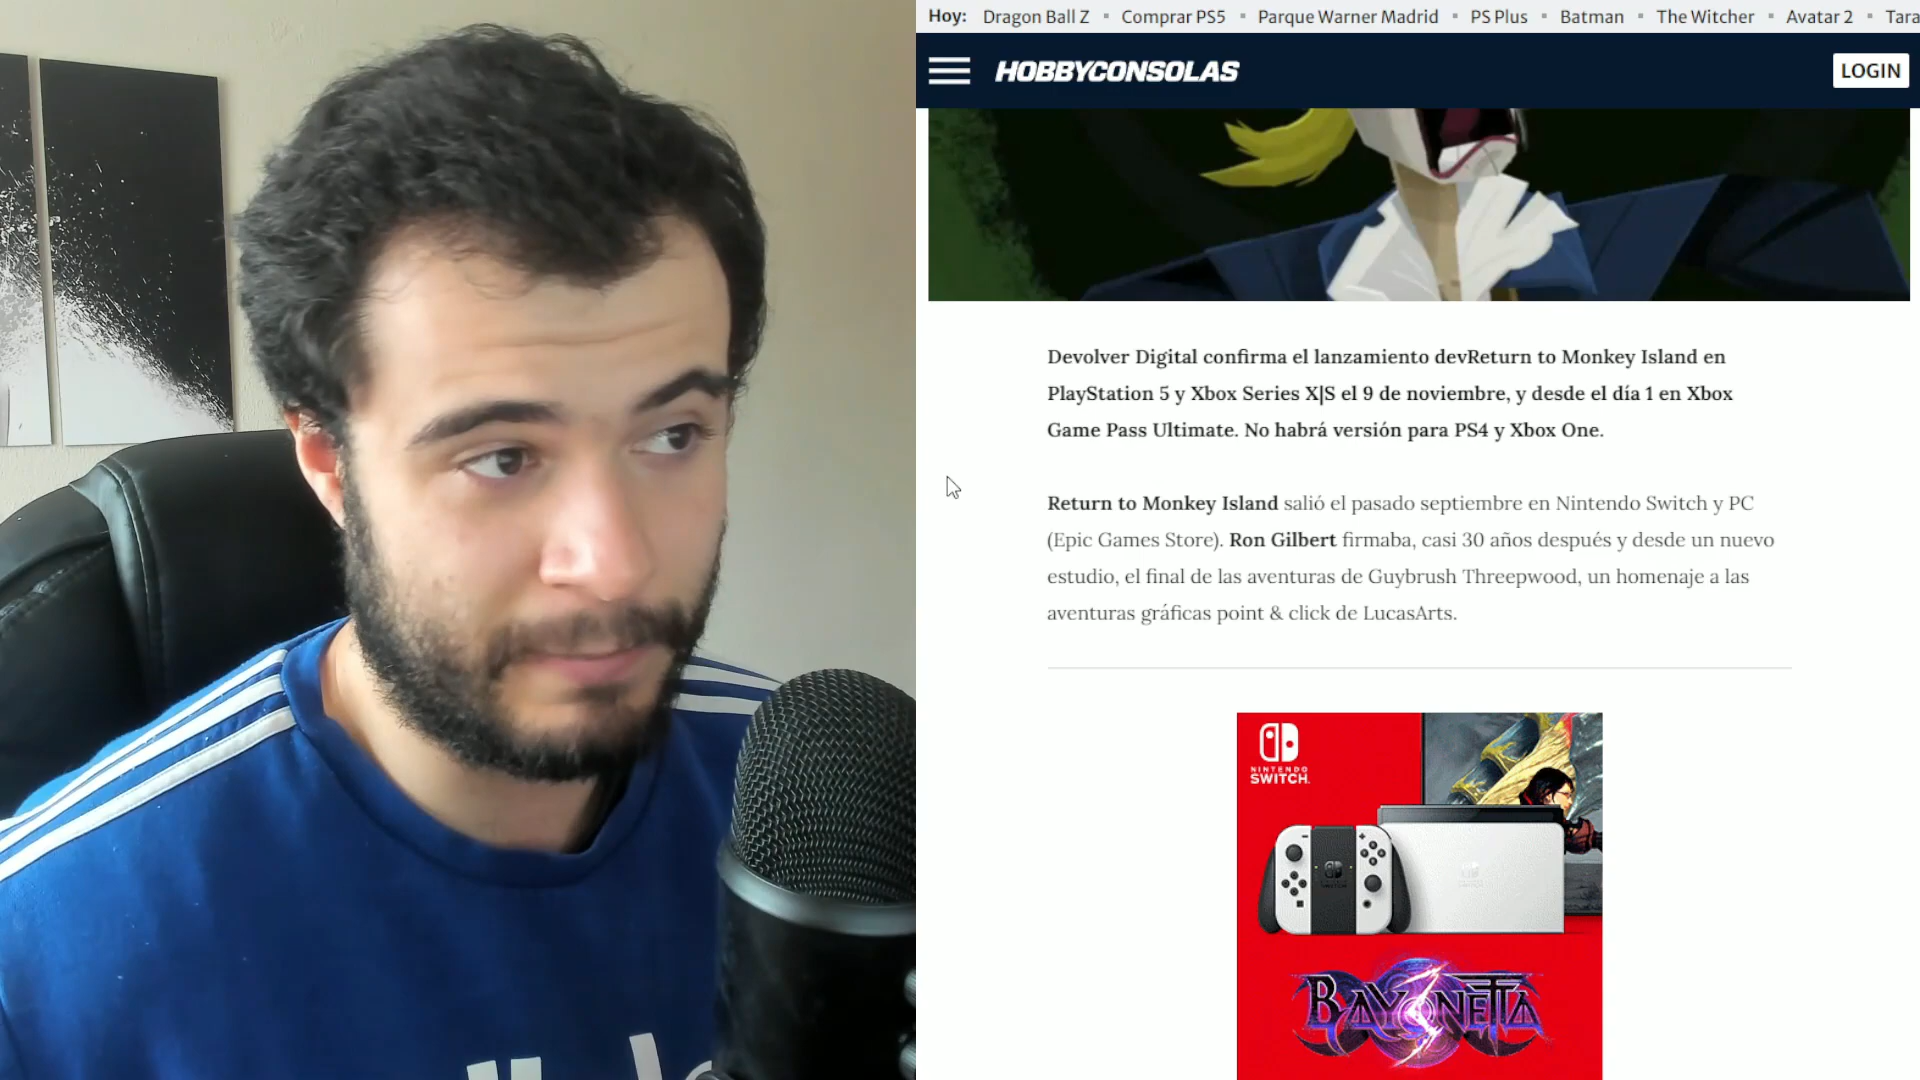 Hoy: Dragon Ball Z ▪ Comprar PS5 ▪ Parque Warner Madrid ▪ PS Plus ▪ Batman ▪ The Witcher ▪ Avatar 2 ▪
HOBBYCONSOLAS
LOGIN
Devolver Digital confirma el lanzamiento devReturn to Monkey Island en
PlayStation 5 y Xbox Series X|S el 9 de noviembre, y desde el día 1 en Xbox
Game Pass Ultimate. No habrá versión para PS4 y Xbox One.
Return to Monkey Island salió el pasado septiembre en Nintendo Switch y PC
(Epic Games Store). Ron Gilbert firmaba, casi 30 años después y desde un nuevo
estudio, el final de las aventuras de Guybrush Threepwood, un homenaje a las
aventuras gráficas point & click de LucasArts.
NINTENDO
SWITCH.
BAYONETTA
3